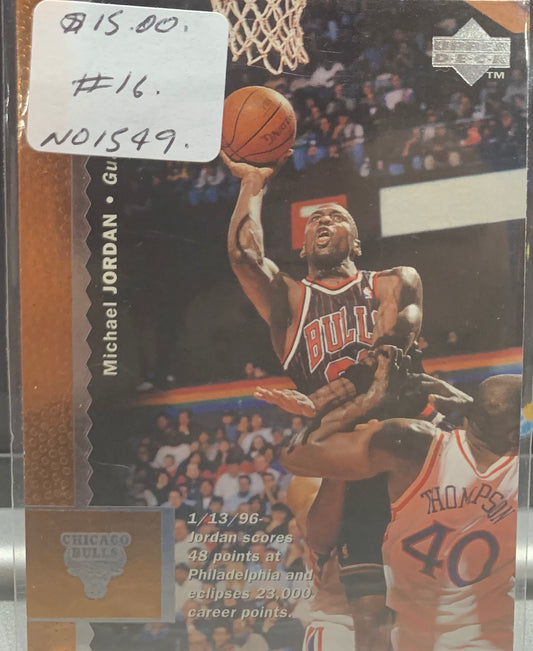 $15.00.
#16.
NO1549.
UPPER
DECK
TM
Michael JORDAN • Gu
BULLS
THOMPSON
40
CHICAGO
BULLS
1/13/96-
Jordan scores
48 points at
Philadelphia and
eclipses 23,000
career points.